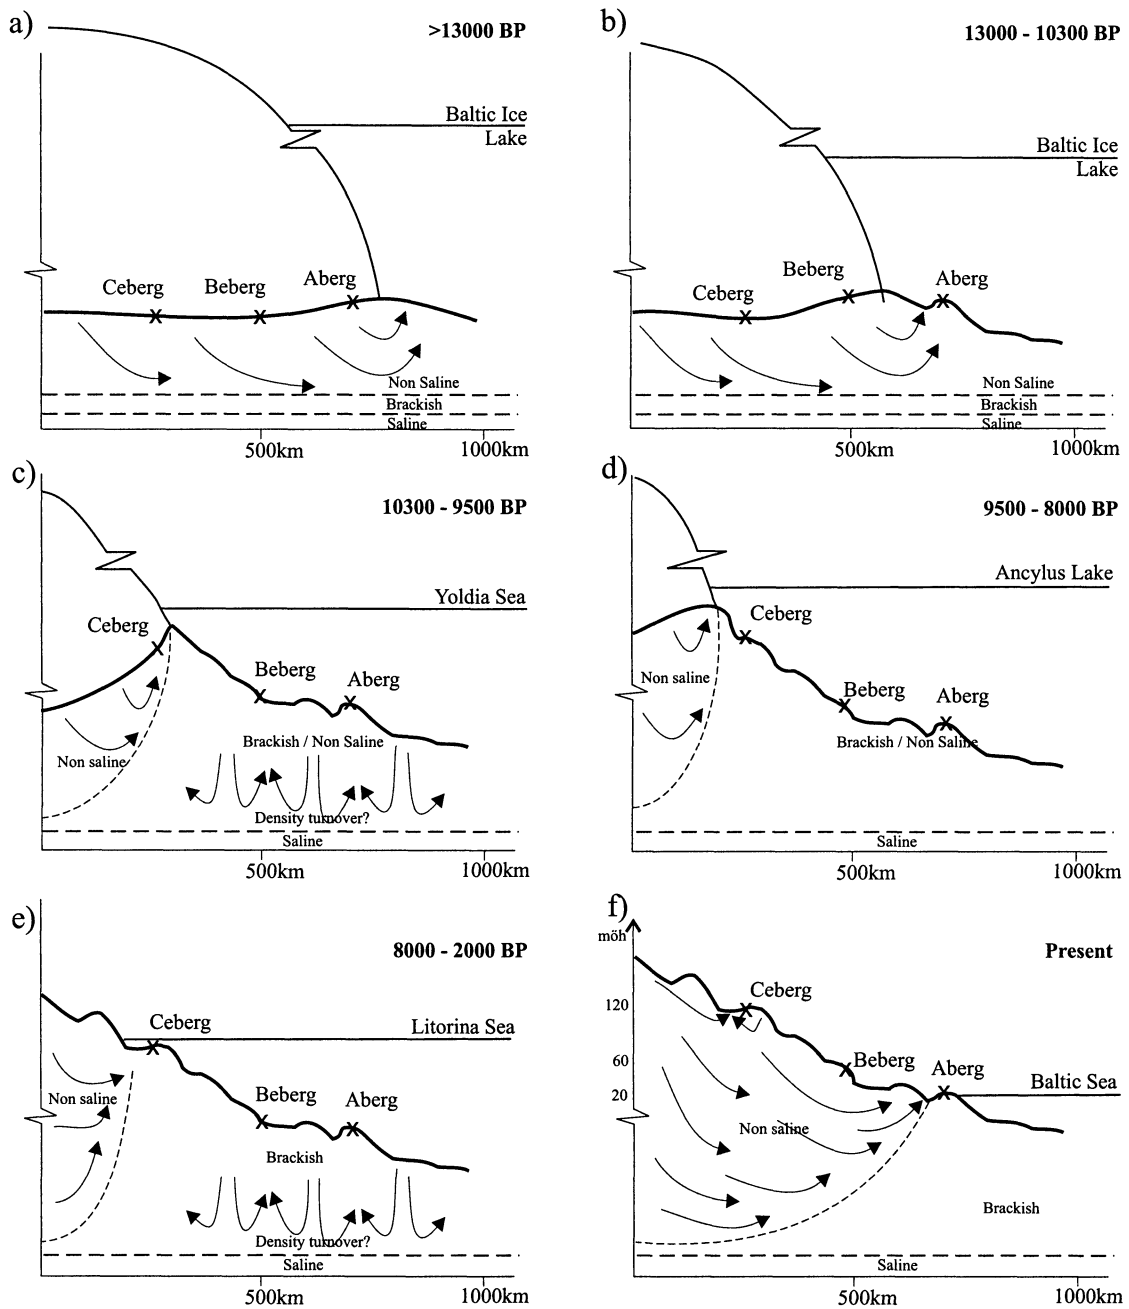 a)
>13000 BP
Baltic Ice
Lake
Ceberg
Beberg
Aberg
Non Saline
Brackish
Saline
500km
1000km
b)
13000 - 10300 BP
Baltic Ice
Lake
Ceberg
Beberg
Aberg
Non Saline
Brackish
Saline
500km
1000km
c)
10300 - 9500 BP
Yoldia Sea
Ceberg
Beberg
Aberg
Brackish / Non Saline
Non saline
Density turnover?
Saline
500km
1000km
d)
9500 - 8000 BP
Ancylus Lake
Ceberg
Non saline
Beberg
Aberg
Brackish / Non Saline
Saline
500km
1000km
e)
8000 - 2000 BP
Ceberg
Litorina Sea
Non saline
Beberg
Aberg
Brackish
Density turnover?
Saline
500km
1000km
f)
möh
Present
Ceberg
120
60
Beberg
Aberg
20
Baltic Sea
Non saline
Brackish
Saline
500km
1000km